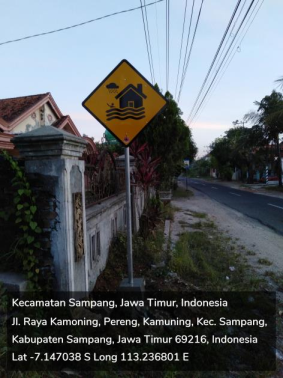 Kecamatan Sampang, Jawa Timur, Indonesia
Jl. Raya Kamoning, Pereng, Kamuning, Kec. Sampang,
Kabupaten Sampang, Jawa Timur 69216, Indonesia
Lat -7.147038 S Long 113.236801 E